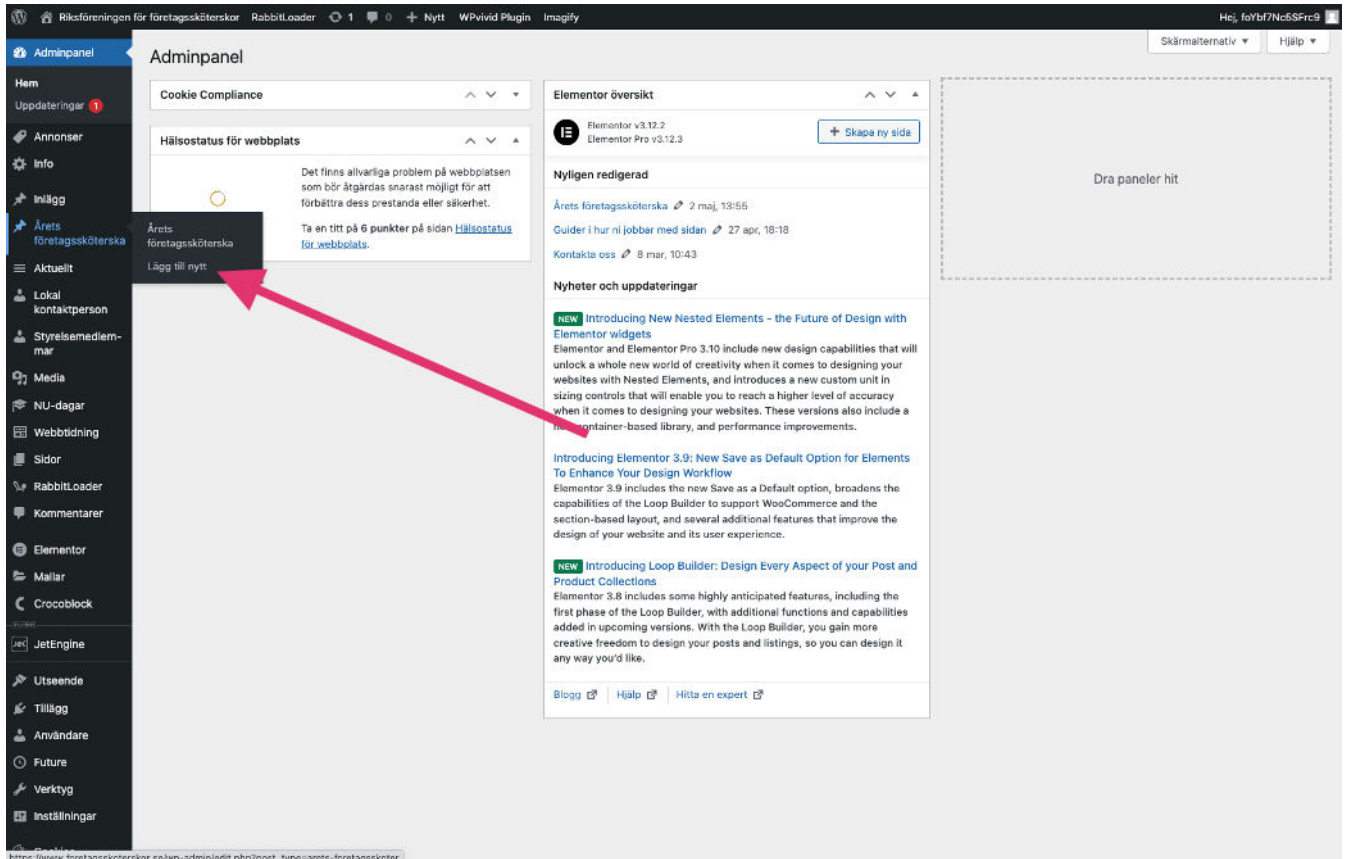 Riksföreningen för företagssköterskor RabbitLoader 1 0 + Nytt WPvivid Plugin Imagify
Hej, foYbf7Nc5SFrc9
Skärmalternativ ▼
Hjälp ▼
Adminpanel
Hem
Uppdateringar 1
Annonser
Info
Inlägg
Årets
företagssköterska
Aktuellt
Lokal
kontaktperson
Styrelsemedlem-
mar
Media
NU-dagar
Webbtidning
Sidor
RabbitLoader
Kommentarer
Elementor
Mallar
Crocoblock
JetEngine
Utseende
Tillägg
Användare
Future
Verktyg
Inställningar
Cookies
Årets
företagssköterska
Lägg till nytt
Adminpanel
Cookie Compliance
Hälsostatus för webbplats
Det finns allvarliga problem på webbplatsen
som bör åtgärdas snarast möjligt för att
förbättra dess prestanda eller säkerhet.
Ta en titt på 6 punkter på sidan Hälsostatus
för webbplats.
Elementor översikt
Elementor v3.12.2
Elementor Pro v3.12.3
+ Skapa ny sida
Nyligen redigerad
Årets företagssköterska 2 maj, 13:55
Guider i hur ni jobbar med sidan 27 apr, 18:18
Kontakta oss 8 mar, 10:43
Nyheter och uppdateringar
NEW Introducing New Nested Elements - the Future of Design with
Elementor widgets
Elementor and Elementor Pro 3.10 include new design capabilities that will
unlock a whole new world of creativity when it comes to designing your
websites with Nested Elements, and introduces a new custom unit in
sizing controls that will enable you to reach a higher level of accuracy
when it comes to designing your websites. These versions also include a
container-based library, and performance improvements.
Introducing Elementor 3.9: New Save as Default Option for Elements
To Enhance Your Design Workflow
Elementor 3.9 includes the new Save as a Default option, broadens the
capabilities of the Loop Builder to support WooCommerce and the
section-based layout, and several additional features that improve the
design of your website and its user experience.
NEW Introducing Loop Builder: Design Every Aspect of your Post and
Product Collections
Elementor 3.8 includes some highly anticipated features, including the
first phase of the Loop Builder, with additional functions and capabilities
added in upcoming versions. With the Loop Builder, you gain more
creative freedom to design your posts and listings, so you can design it
any way you'd like.
Blogg
Hjälp
Hitta en expert
Dra paneler hit